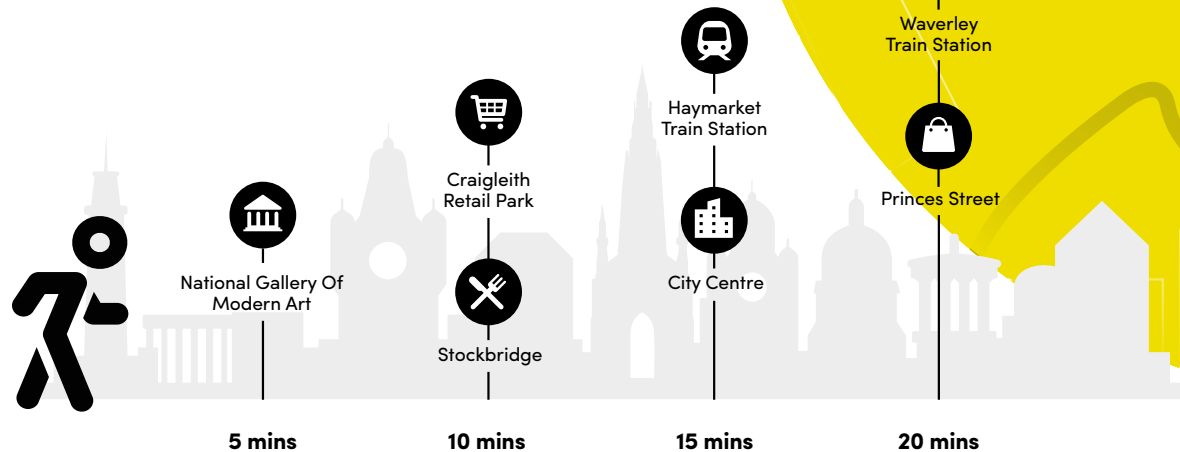 National Gallery Of
Modern Art
5 mins
Craigleith
Retail Park
Stockbridge
10 mins
Haymarket
Train Station
City Centre
15 mins
Waverley
Train Station
Princes Street
20 mins